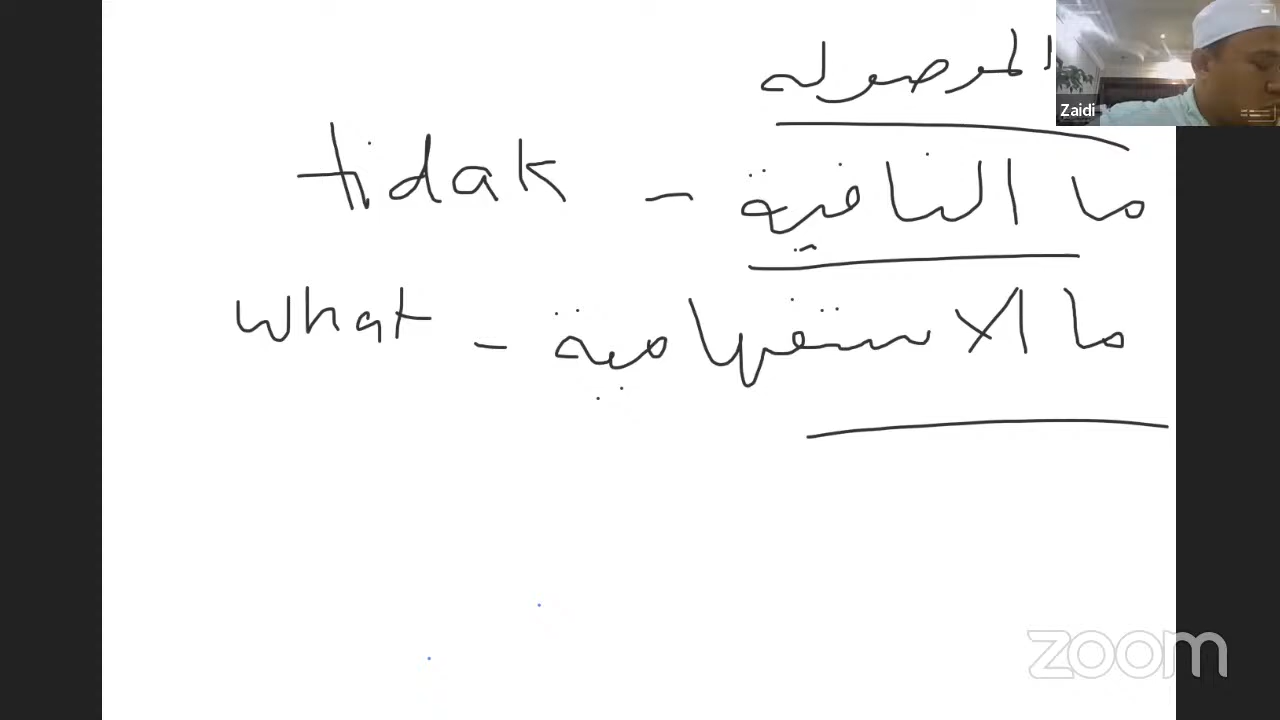 الموصولة
Zaidi
ما النافية - tidak
ما الاستفهامية - what
zoom